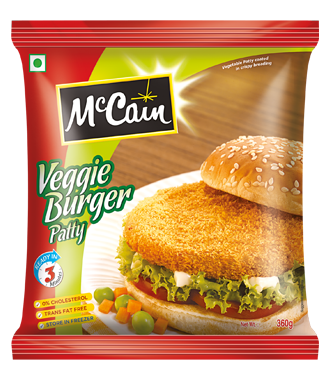 Vegetable Patty coated
in crispy breading
McCain
Veggie
Burger
Patty
READY IN
3
Minutes
0% CHOLESTEROL
TRANS FAT FREE
STORE IN FREEZER
Net Wt.
360g